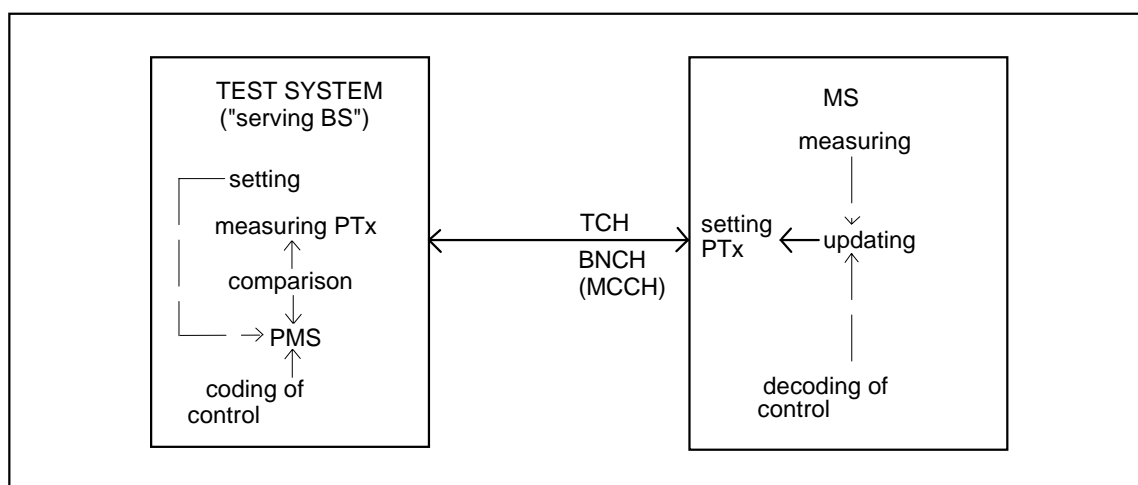 TEST SYSTEM
("serving BS")
setting
measuring PTx
comparison
PMS
coding of
control
TCH
BNCH
(MCCH)
MS
measuring
setting
PTx
updating
decoding of
control